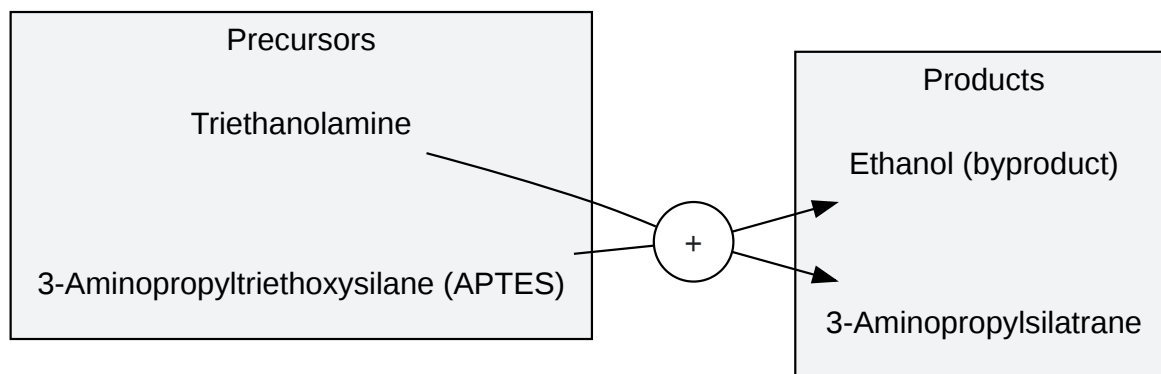 Precursors
Triethanolamine
3-Aminopropyltriethoxysilane (APTES)
+
Products
Ethanol (byproduct)
3-Aminopropylsilatrane